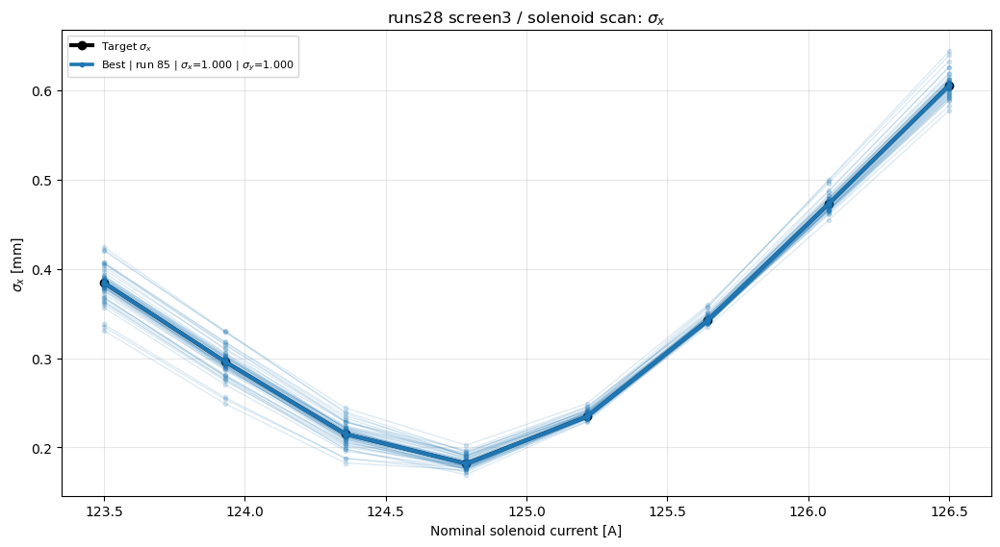 runs28 screen3 / solenoid scan: σₓ
Target σₓ
Best | run 85 | σₓ=1.000 | σᵧ=1.000
σₓ [mm]
0.6
0.5
0.4
0.3
0.2
123.5 124.0 124.5 125.0 125.5 126.0 126.5
Nominal solenoid current [A]